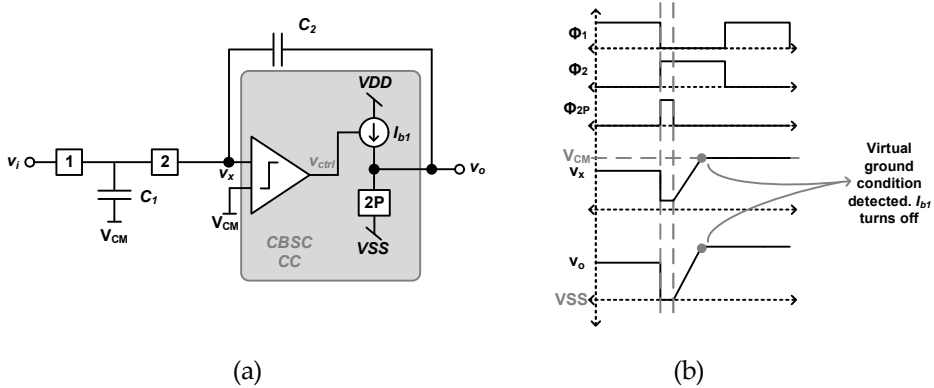 C2
VDD
Ib1
vi
1
2
vx
vctrl
vo
C1
VCM
VCM
2P
VSS
CBSC
CC
(a)
Φ1
Φ2
Φ2P
VCM
vx
vo
VSS
Virtual
ground
condition
detected. Ib1
turns off
(b)